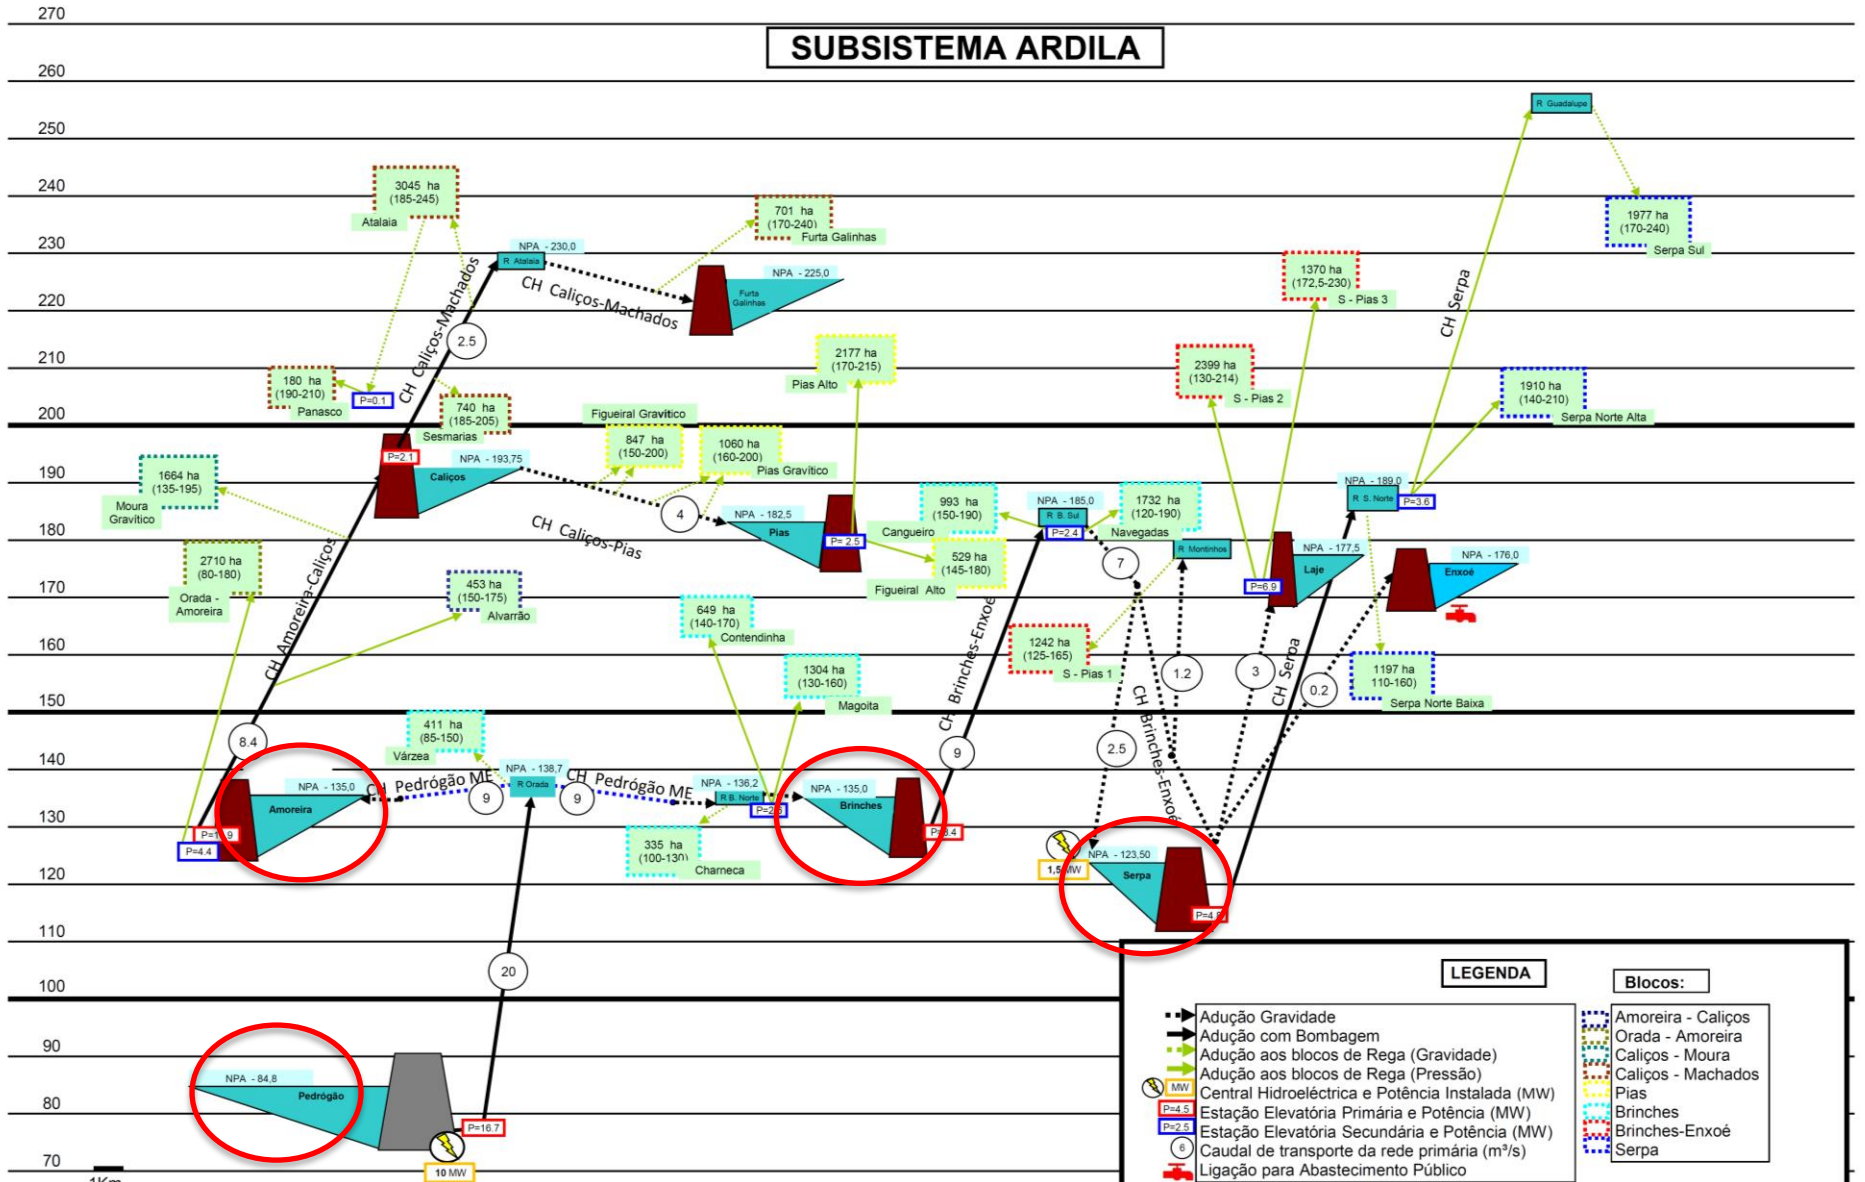 SUBSISTEMA ARDILA
270
260
250
240
230
220
210
200
190
180
170
160
150
140
130
120
110
100
90
80
70
R Guadalupe
3045 ha
(185-245)
Atalaia
701 ha
(170-240)
Furta Galinhas
1977 ha
(170-240)
Serpa Sul
NPA - 230,0
R Atalaia
CH Caliços-Machados
NPA - 225,0
Furta
Galinhas
1370 ha
(172,5-230)
S - Pias 3
CH Serpa
CH Caliços-Machados
2.5
2177 ha
(170-215)
Pias Alto
2399 ha
(130-214)
S - Pias 2
180 ha
(190-210)
Panasco
P=0.1
740 ha
(185-205)
Sesmarias
1910 ha
(140-210)
Serpa Norte Alta
Figueiral Gravítico
847 ha
(150-200)
1060 ha
(160-200)
Pias Gravítico
P=2.1
NPA - 193,75
Caliços
1664 ha
(135-195)
Moura
Gravítico
4
CH Caliços-Pias
NPA - 182,5
Pias
P= 2.5
993 ha
(150-190)
Cangueiro
NPA - 185,0
R B. Sul
P=2.4
1732 ha
(120-190)
Navegadas
NPA - 189,0
R S. Norte
P=3.6
R Montinhos
7
NPA - 177,5
Laje
P=6.9
NPA - 176,0
Enxoé
529 ha
(145-180)
Figueiral Alto
2710 ha
(80-180)
Orada -
Amoreira
453 ha
(150-175)
Alvarrão
CH Amoreira-Caliços
649 ha
(140-170)
Contendinha
1242 ha
(125-165)
S - Pias 1
1304 ha
(130-160)
Magoita
CH Brinches-Enxoé
CH Brinches-Enxoé
1.2
3
CH Serpa
0.2
1197 ha
110-160)
Serpa Norte Baixa
8.4
411 ha
(85-150)
Várzea
9
2.5
NPA - 135,0
Amoreira
CH Pedrógão ME
9
NPA - 138,7
R Orada
CH Pedrógão ME
9
NPA - 136,2
R B. Norte
NPA - 135,0
Brinches
P=4.4
335 ha
(100-130)
Charneca
1,5 MW
NPA - 123,50
Serpa
20
NPA - 84,8
Pedrógão
P=16.7
10 MW
1Km
LEGENDA
Adução Gravidade
Adução com Bombagem
Adução aos blocos de Rega (Gravidade)
Adução aos blocos de Rega (Pressão)
MW Central Hidroeléctrica e Potência Instalada (MW)
P=4.5 Estação Elevatória Primária e Potência (MW)
P=2.5 Estação Elevatória Secundária e Potência (MW)
6 Caudal de transporte da rede primária (m³/s)
Ligação para Abastecimento Público
Blocos:
Amoreira - Caliços
Orada - Amoreira
Caliços - Moura
Caliços - Machados
Pias
Brinches
Brinches-Enxoé
Serpa